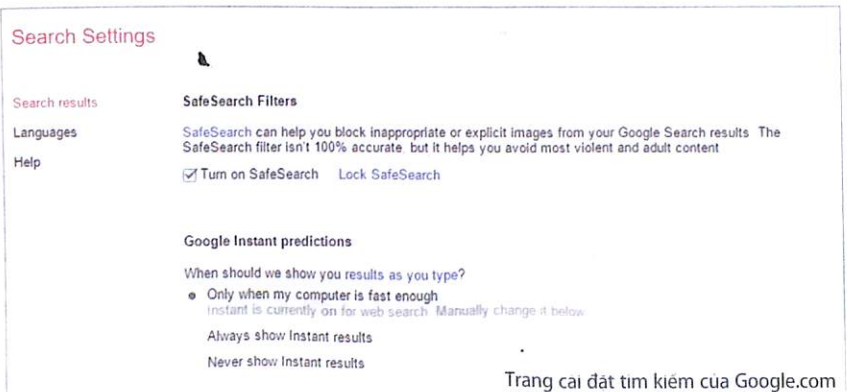 Search Settings
Search results
Languages
Help
SafeSearch Filters
SafeSearch can help you block inappropriate or explicit images from your Google Search results The
SafeSearch filter isn't 100% accurate but it helps you avoid most violent and adult content
Turn on SafeSearch Lock SafeSearch
Google Instant predictions
When should we show you results as you type?
Only when my computer is fast enough
Instant is currently on for web search Manually change it below
Always show Instant results
Never show Instant results
Trang cài đặt tìm kiếm của Google.com